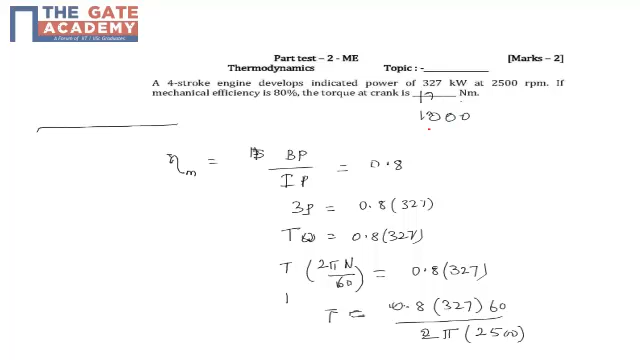 THE GATE
ACADEMY
A Forum of IIT / IISc Graduates
Part test – 2 - ME
Thermodynamics Topic : - [Marks – 2]
A 4-stroke engine develops indicated power of 327 kW at 2500 rpm. If
mechanical efficiency is 80%, the torque at crank is Nm.
1000
ηm = BP / IP = 0.8
BP = 0.8(327)
Tω = 0.8(327)
T (2πN / 60) = 0.8(327)
T = 0.8(327)60 / 2π(2500)